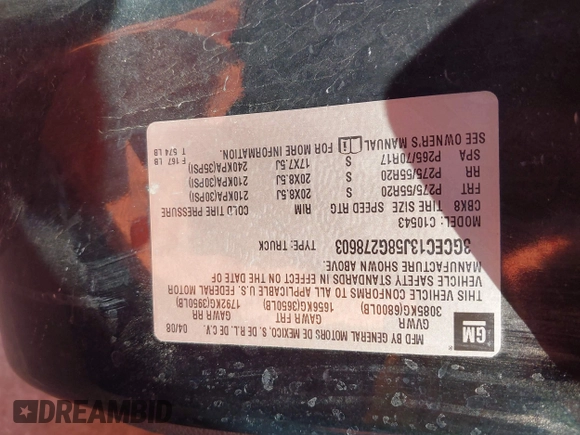 MFD BY GENERAL MOTORS DE MEXICO, S. DE R.L. DE C.V.
04/08
GVWR GAWR FRT GAWR RR
3085KG(6800LB) 1656KG(3650LB) 1792KG(3950LB)
THIS VEHICLE CONFORMS TO ALL APPLICABLE U.S. FEDERAL MOTOR
VEHICLE SAFETY STANDARDS IN EFFECT ON THE DATE OF
MANUFACTURE SHOWN ABOVE.
3GCEC13J58G278603 TYPE: TRUCK
MODEL: C10543
CBX8 TIRE SIZE SPEED RTG RIM COLD TIRE PRESSURE
FRT P275/55R20 S 20X8.5J 210KPA(30PSI)
RR P275/55R20 S 20X8.5J 210KPA(30PSI)
SPA P265/70R17 S 17X7.5J 240KPA(35PSI)
SEE OWNER'S MANUAL FOR MORE INFORMATION.
F 167 LB
T 574 LB
GM
DREAMBID